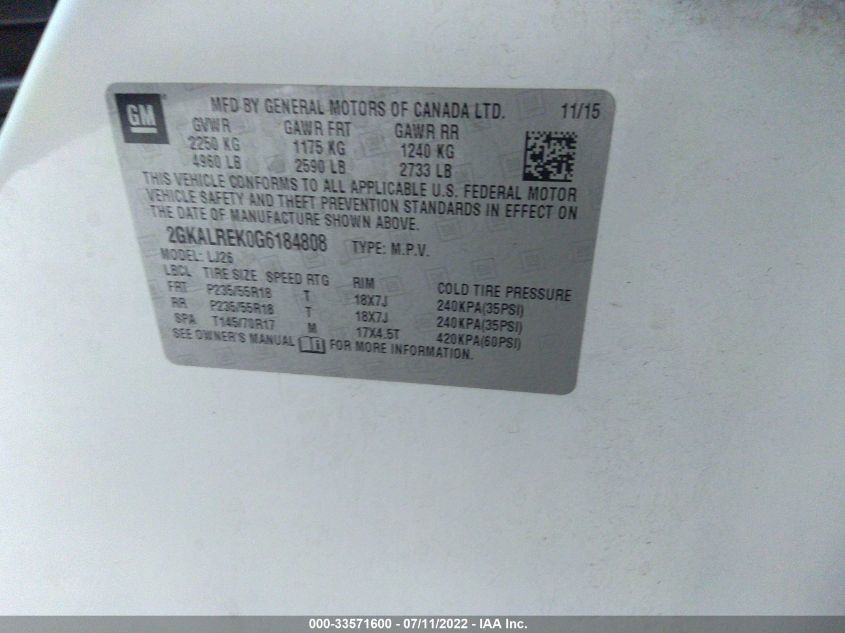 GM
MFD BY GENERAL MOTORS OF CANADA LTD. 11/15
GVWR GAWR FRT GAWR RR
2250 KG 1175 KG 1240 KG
4960 LB 2590 LB 2733 LB
THIS VEHICLE CONFORMS TO ALL APPLICABLE U.S. FEDERAL MOTOR
VEHICLE SAFETY AND THEFT PREVENTION STANDARDS IN EFFECT ON
THE DATE OF MANUFACTURE SHOWN ABOVE.
2GKALREK0G6184808 TYPE: M.P.V.
MODEL: LJ26
LBCL TIRE SIZE SPEED RTG RIM COLD TIRE PRESSURE
FRT P235/55R18 T 18X7J 240KPA(35PSI)
RR P235/55R18 T 18X7J 240KPA(35PSI)
SPA T145/70R17 M 17X4.5T 420KPA(60PSI)
SEE OWNER'S MANUAL i FOR MORE INFORMATION.
000-33571600 - 07/11/2022 - IAA Inc.